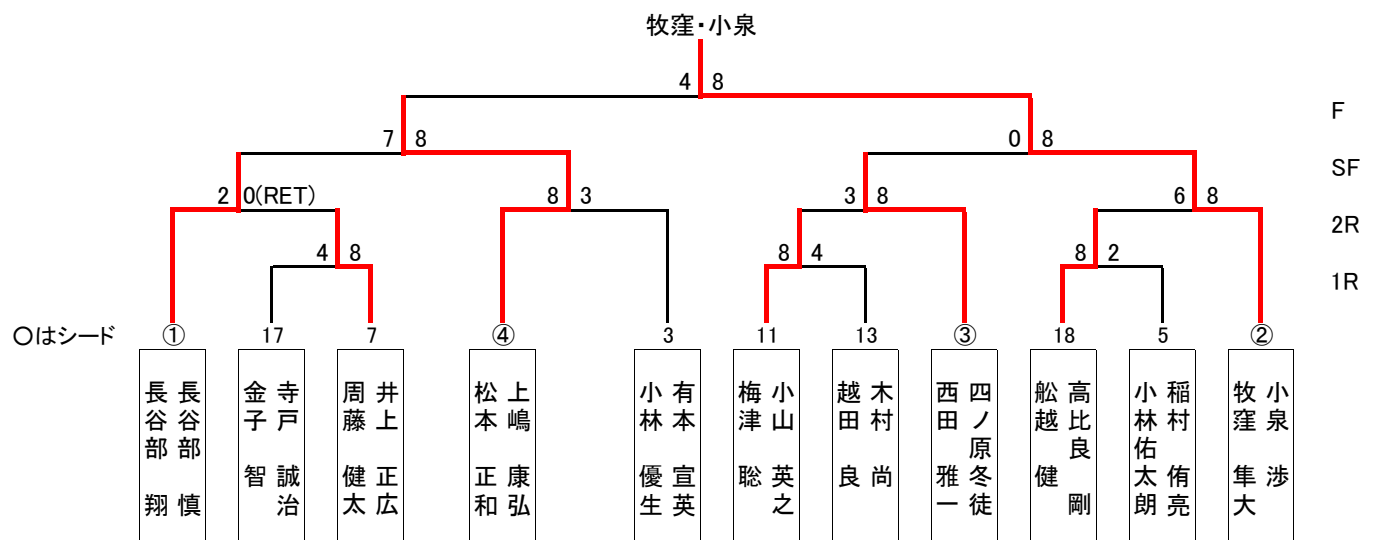 牧窪・小泉
4 8
F
7 8
0 8
SF
2 0(RET)
8 3
3 8
6 8
2R
4 8
8 4
8 2
1R
○はシード
① 17 7 ④ 3 11 13 ③ 18 5 ②
長谷部 翔
長谷部 慎
金子 智
寺戸 誠治
周藤 健太
井上 正広
松本 正和
上嶋 康弘
小林 優生
有本 宣英
梅津 聡
小山 英之
越田 良
木村 尚
西田 雅一
四ノ原冬徒
舩越 健
高比良 剛
小林佑太朗
稲村 侑亮
牧窪 隼大
小泉 渉